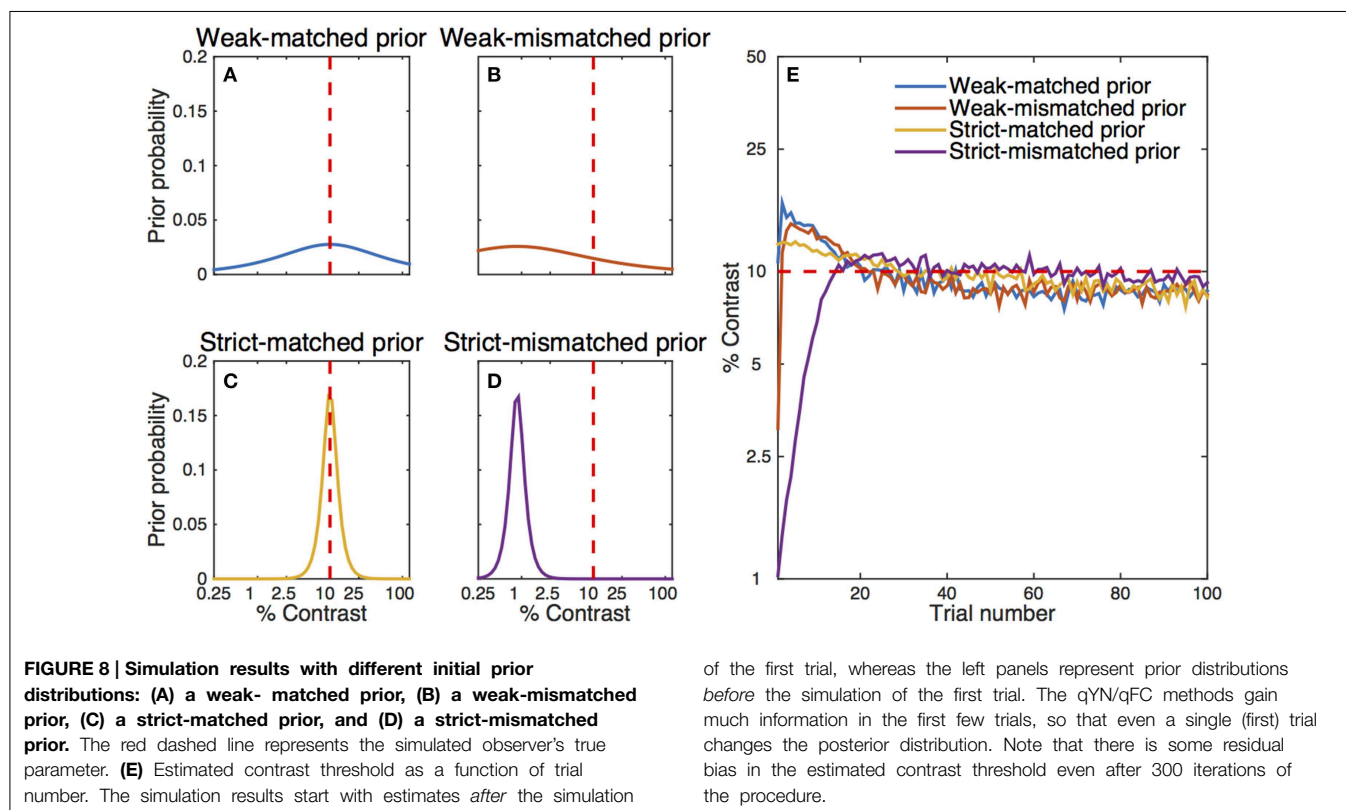 Weak-matched prior
Weak-mismatched prior
A
B
E
0.2
0.15
0.1
0.05
0
Prior probability
Strict-matched prior
Strict-mismatched prior
C
D
0.2
0.15
0.1
0.05
0
Prior probability
0.25 1 2.5 10 25 100
% Contrast
0.25 1 2.5 10 25 100
% Contrast
50
25
10
5
2.5
1
% Contrast
Weak-matched prior
Weak-mismatched prior
Strict-matched prior
Strict-mismatched prior
20 40 60 80 100
Trial number
FIGURE 8 | Simulation results with different initial prior
distributions: (A) a weak- matched prior, (B) a weak-mismatched
prior, (C) a strict-matched prior, and (D) a strict-mismatched
prior. The red dashed line represents the simulated observer's true
parameter. (E) Estimated contrast threshold as a function of trial
number. The simulation results start with estimates after the simulation
of the first trial, whereas the left panels represent prior distributions
before the simulation of the first trial. The qYN/qFC methods gain
much information in the first few trials, so that even a single (first) trial
changes the posterior distribution. Note that there is some residual
bias in the estimated contrast threshold even after 300 iterations of
the procedure.